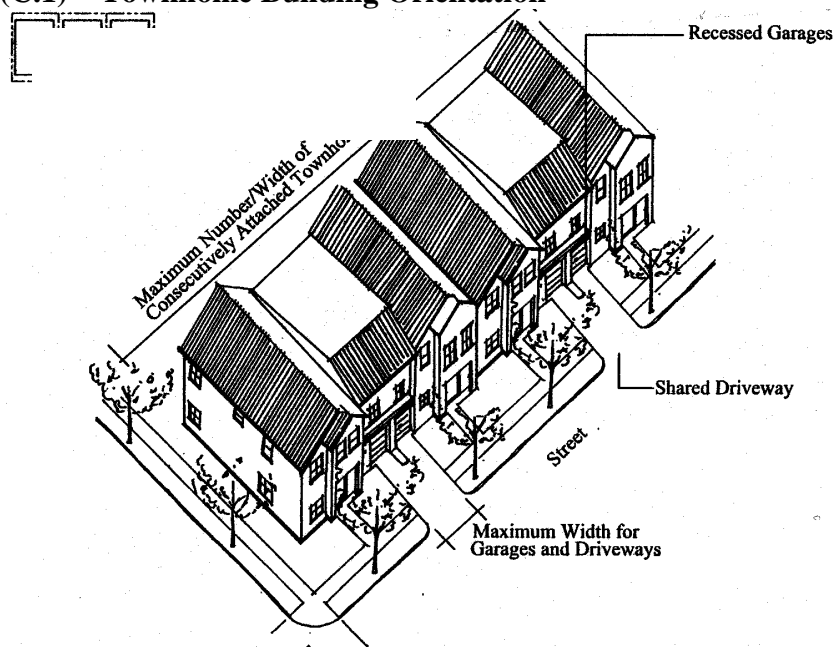 (C.1) Townhome Building Orientation
Recessed Garages
Maximum Number/Width of
Consecutively Attached
Shared Driveway
Street
Maximum Width for
Garages and Driveways